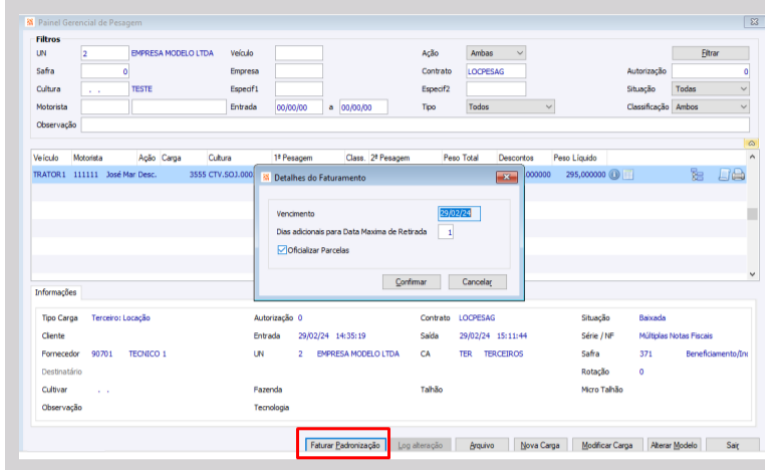 Painel Gerencial de Pesagem
Filtros
UN 2 EMPRESA MODELO LTDA Veículo Ação Ambas Filtrar
Safra 0 Empresa Contrato LOCPESAG Autorização 0
Cultura . . TESTE Especif1 Especif2 Situação Todas
Motorista Entrada 00/00/00 a 00/00/00 Tipo Todos Classificação Ambos
Observação
Veículo Motorista Ação Carga Cultura 1ª Pesagem Class. 2ª Pesagem Peso Total Descontos Peso Líquido
TRATOR1 111111 José Mar Desc. 3555 CTV.SOJ.000 000000 295,000000
Detalhes do Faturamento
Vencimento 29/02/24
Dias adicionais para Data Maxima de Retirada 1
Oficializar Parcelas
Confirmar Cancelar
Informações
Tipo Carga Terceiro: Locação Autorização 0 Contrato LOCPESAG Situação Baixada
Cliente Entrada 29/02/24 14:35:19 Saída 29/02/24 15:11:44 Série / NF Múltiplas Notas Fiscais
Fornecedor 90701 TECNICO 1 UN 2 EMPRESA MODELO LTDA CA TER TERCEIROS Safra 371 Beneficiamento/In
Destinatário Rotação 0
Cultivar . . Fazenda Talhão Micro Talhão
Observação Tecnologia
Faturar Padronização Log alteração Arquivo Nova Carga Modificar Carga Alterar Modelo Sair